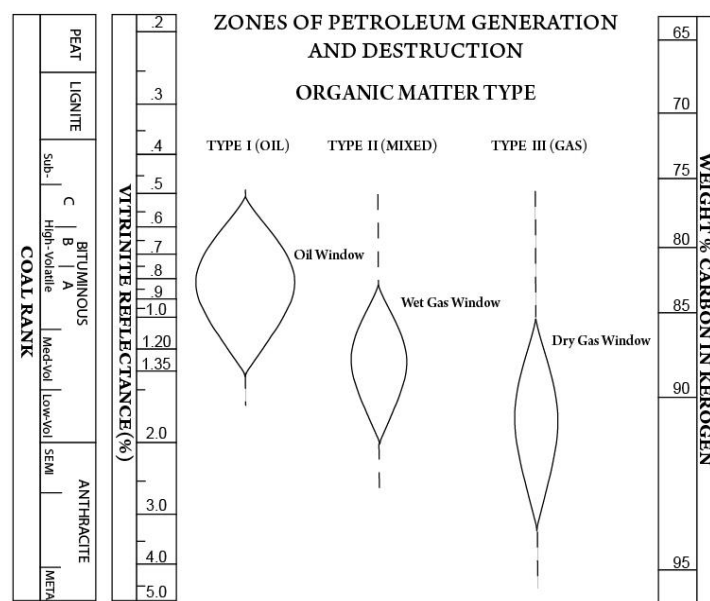 ZONES OF PETROLEUM GENERATION
AND DESTRUCTION
ORGANIC MATTER TYPE
TYPE I (OIL)
TYPE II (MIXED)
TYPE III (GAS)
Oil Window
Wet Gas Window
Dry Gas Window
COAL RANK
PEAT
LIGNITE
BITUMINOUS
ANTHRACITE
Sub-
C
High-Volatile
B
A
Med-Vol
Low-Vol
SEMI
META
VITRINITE REFLECTANCE(%)
.2
.3
.4
.5
.6
.7
.8
.9
1.0
1.20
1.35
2.0
3.0
4.0
5.0
65
70
75
80
85
90
95
WEIGHT % CARBON IN KEROGEN